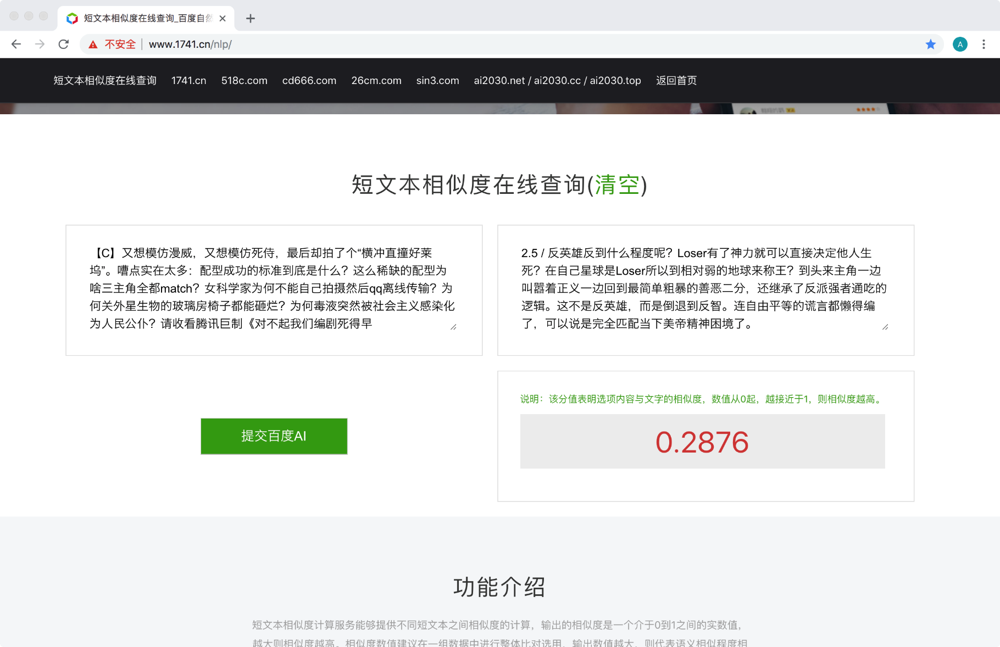 短文本相似度在线查询_百度自然
不安全 www.1741.cn/nlp/
A
短文本相似度在线查询 1741.cn 518c.com cd666.com 26cm.com sin3.com ai2030.net / ai2030.cc / ai2030.top 返回首页
短文本相似度在线查询(清空)
【C】又想模仿漫威，又想模仿死侍，最后却拍了个“横冲直撞好莱
坞”。嘈点实在太多：配型成功的标准到底是什么？这么稀缺的配型为
啥三主角全都match？女科学家为何不能自己拍摄然后qq离线传输？为
何关外星生物的玻璃房椅子都能砸烂？为何毒液突然被社会主义感染化
为人民公仆？请收看腾讯巨制《对不起我们编剧死得早
2.5 / 反英雄反到什么程度呢？Loser有了神力就可以直接决定他人生
死？在自己星球是Loser所以到相对弱的地球来称王？到头来主角一边
叫嚣着正义一边回到最简单粗暴的善恶二分，还继承了反派强者通吃的
逻辑。这不是反英雄，而是倒退到反智。连自由平等的谎言都懒得编
了，可以说是完全匹配当下美帝精神困境了。
提交百度AI
说明：该分值表明选项内容与文字的相似度，数值从0起，越接近于1，则相似度越高。
0.2876
功能介绍
短文本相似度计算服务能够提供不同短文本之间相似度的计算，输出的相似度是一个介于0到1之间的实数值，
越大则相似度越高。相似度数值建议在一组数据中进行整体比对选用，输出数值越大，则代表语义相似程度相